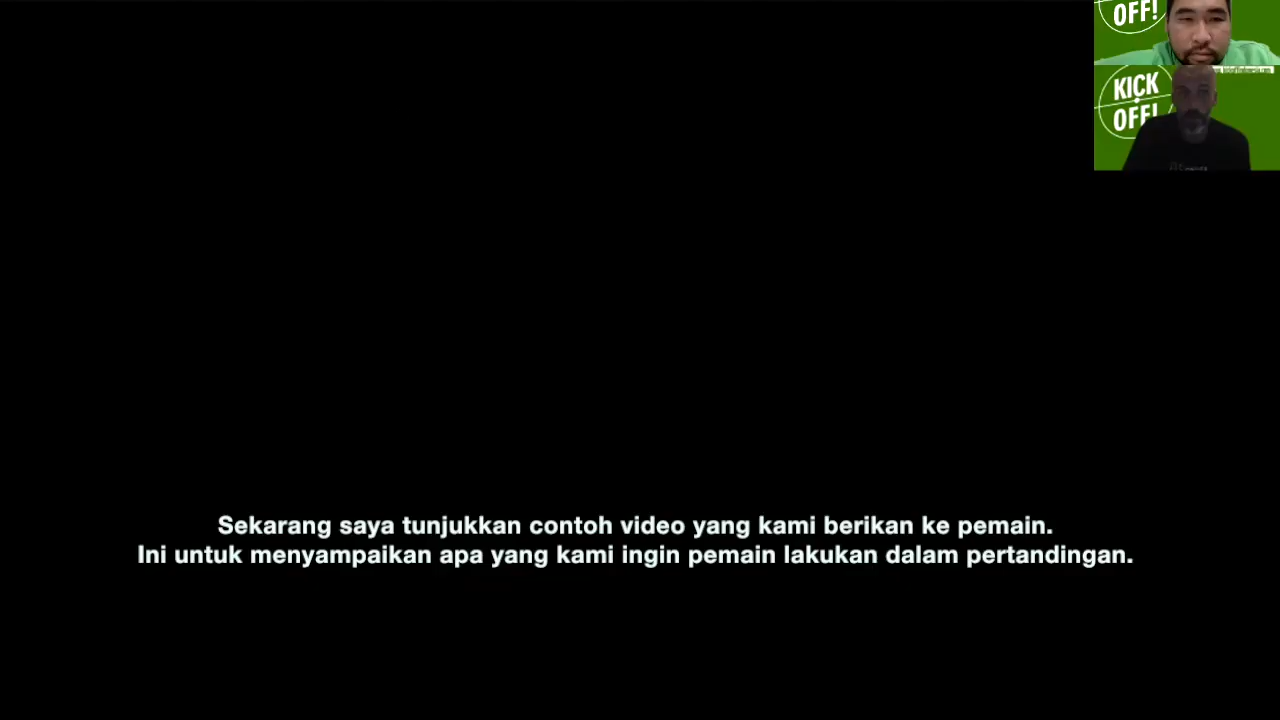 OFF!
KICK
OFF!
Sekarang saya tunjukkan contoh video yang kami berikan ke pemain.
Ini untuk menyampaikan apa yang kami ingin pemain lakukan dalam pertandingan.